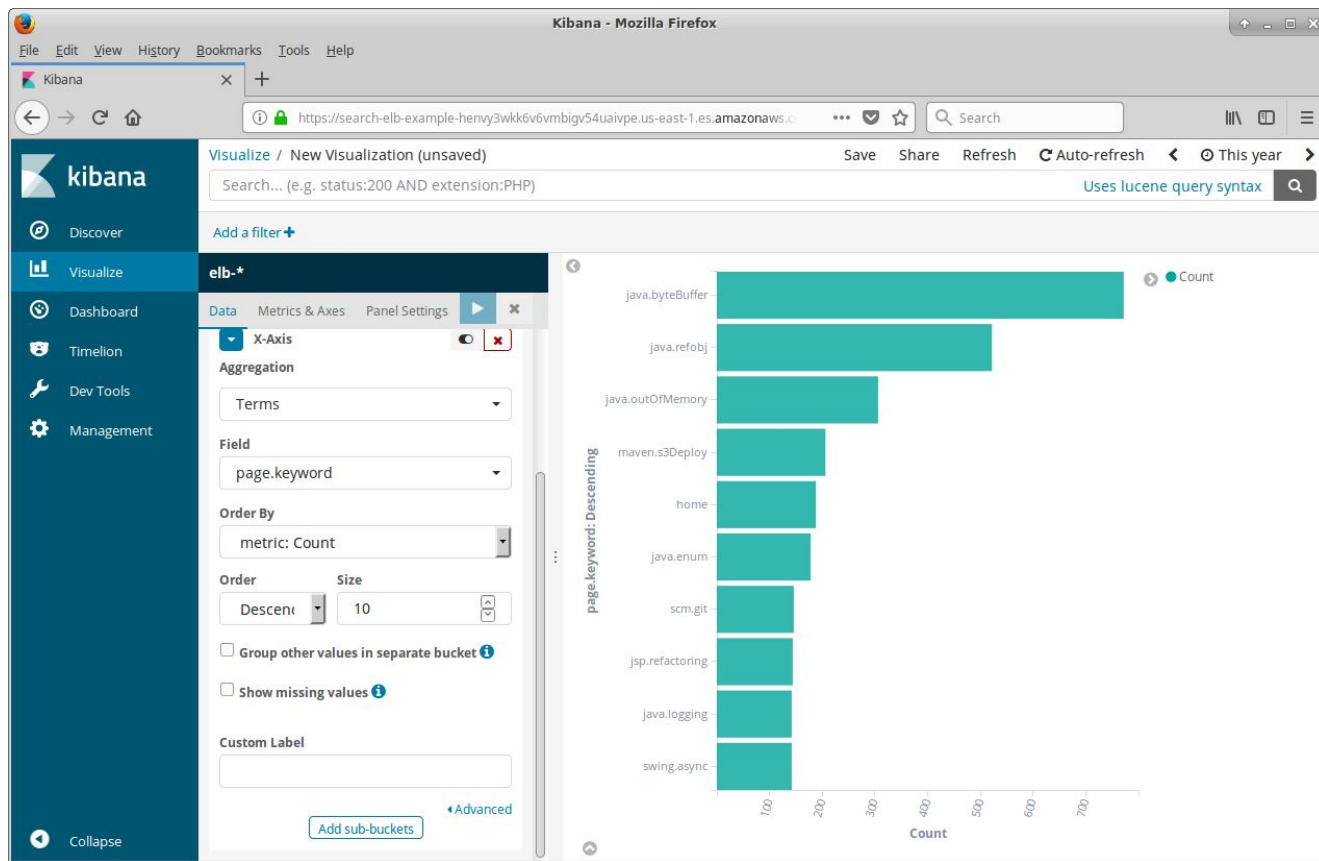 Kibana - Mozilla Firefox
File Edit View History Bookmarks Tools Help
Kibana
https://search-elb-example-henvy3wkk6v6vmbigv54uaivpe.us-east-1.es.amazonaws.c
Search
Visualize / New Visualization (unsaved)
Save Share Refresh Auto-refresh This year
kibana
Search... (e.g. status:200 AND extension:PHP)
Uses lucene query syntax
Discover
Add a filter
Visualize
elb-*
Dashboard
Data Metrics & Axes Panel Settings
Timelion
Dev Tools
Management
Collapse
X-Axis
Aggregation
Terms
Field
page.keyword
Order By
metric: Count
Order Size
Descen 10
Group other values in separate bucket
Show missing values
Custom Label
Advanced
Add sub-buckets
page.keyword: Descending
java.byteBuffer
java.refobj
java.outOfMemory
maven.s3Deploy
home
java.enum
scm.git
jsp.refactoring
java.logging
swing.async
100 200 300 400 500 600 700
Count
Count